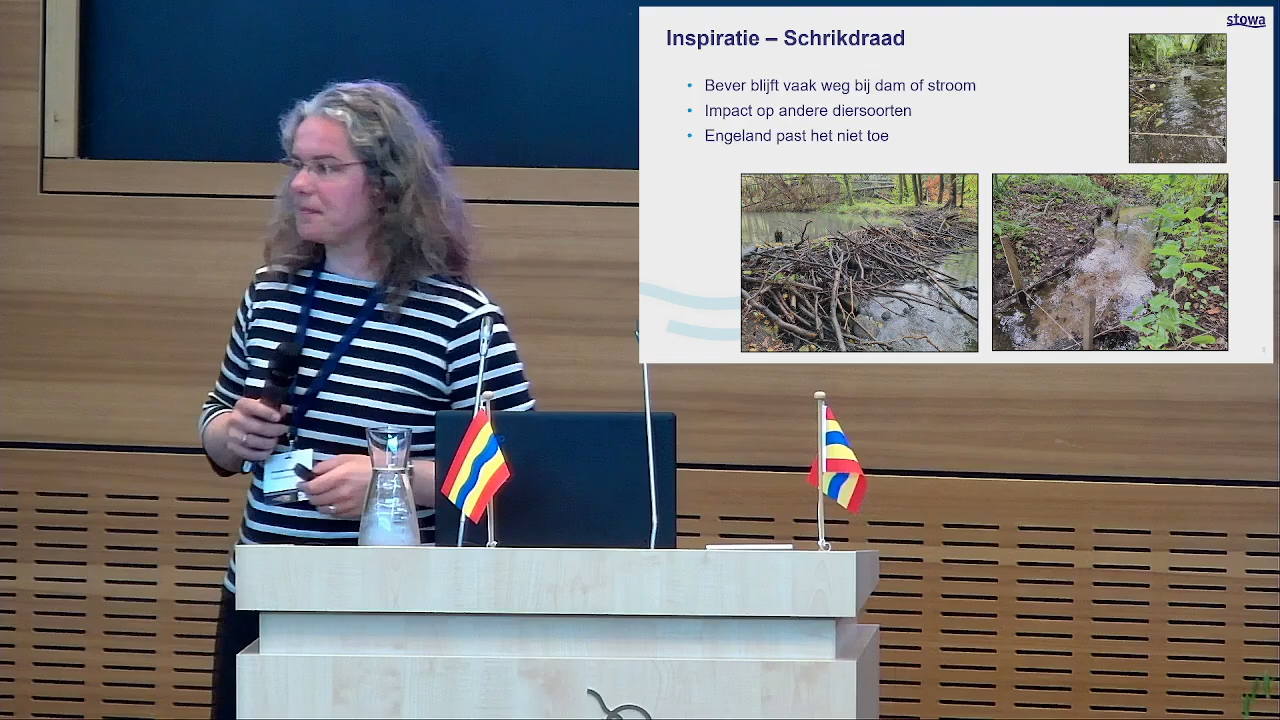 stowa
Inspiratie – Schrikdraad
• Bever blijft vaak weg bij dam of stroom
• Impact op andere diersoorten
• Engeland past het niet toe